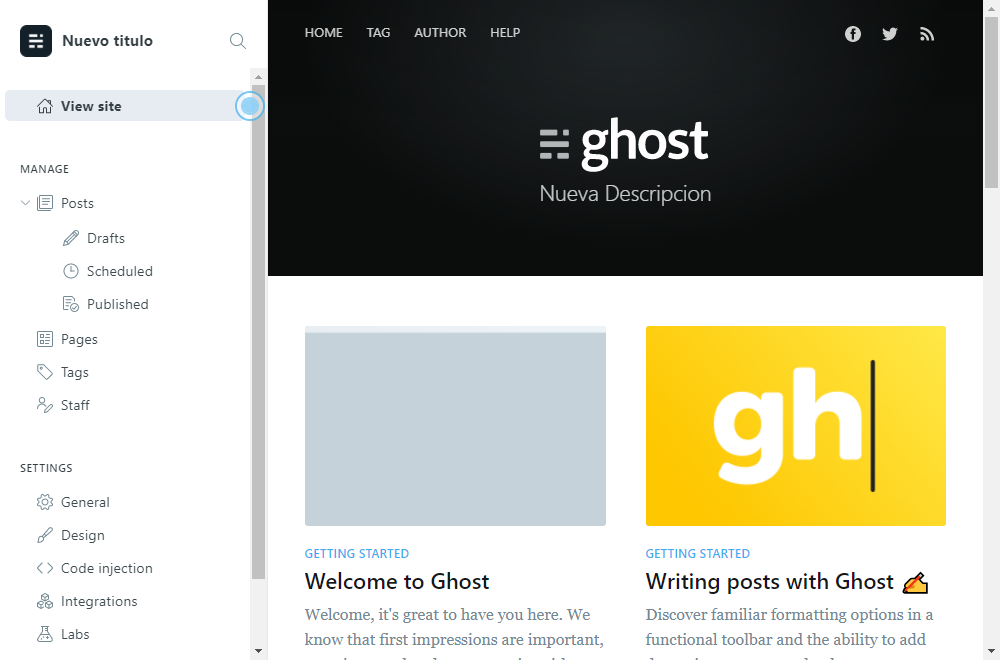 Nuevo titulo
View site
MANAGE
Posts
Drafts
Scheduled
Published
Pages
Tags
Staff
SETTINGS
General
Design
Code injection
Integrations
Labs
HOME TAG AUTHOR HELP
ghost
Nueva Descripcion
GETTING STARTED
Welcome to Ghost
Welcome, it's great to have you here. We
know that first impressions are important,
gh
GETTING STARTED
Writing posts with Ghost ✍️
Discover familiar formatting options in a
functional toolbar and the ability to add